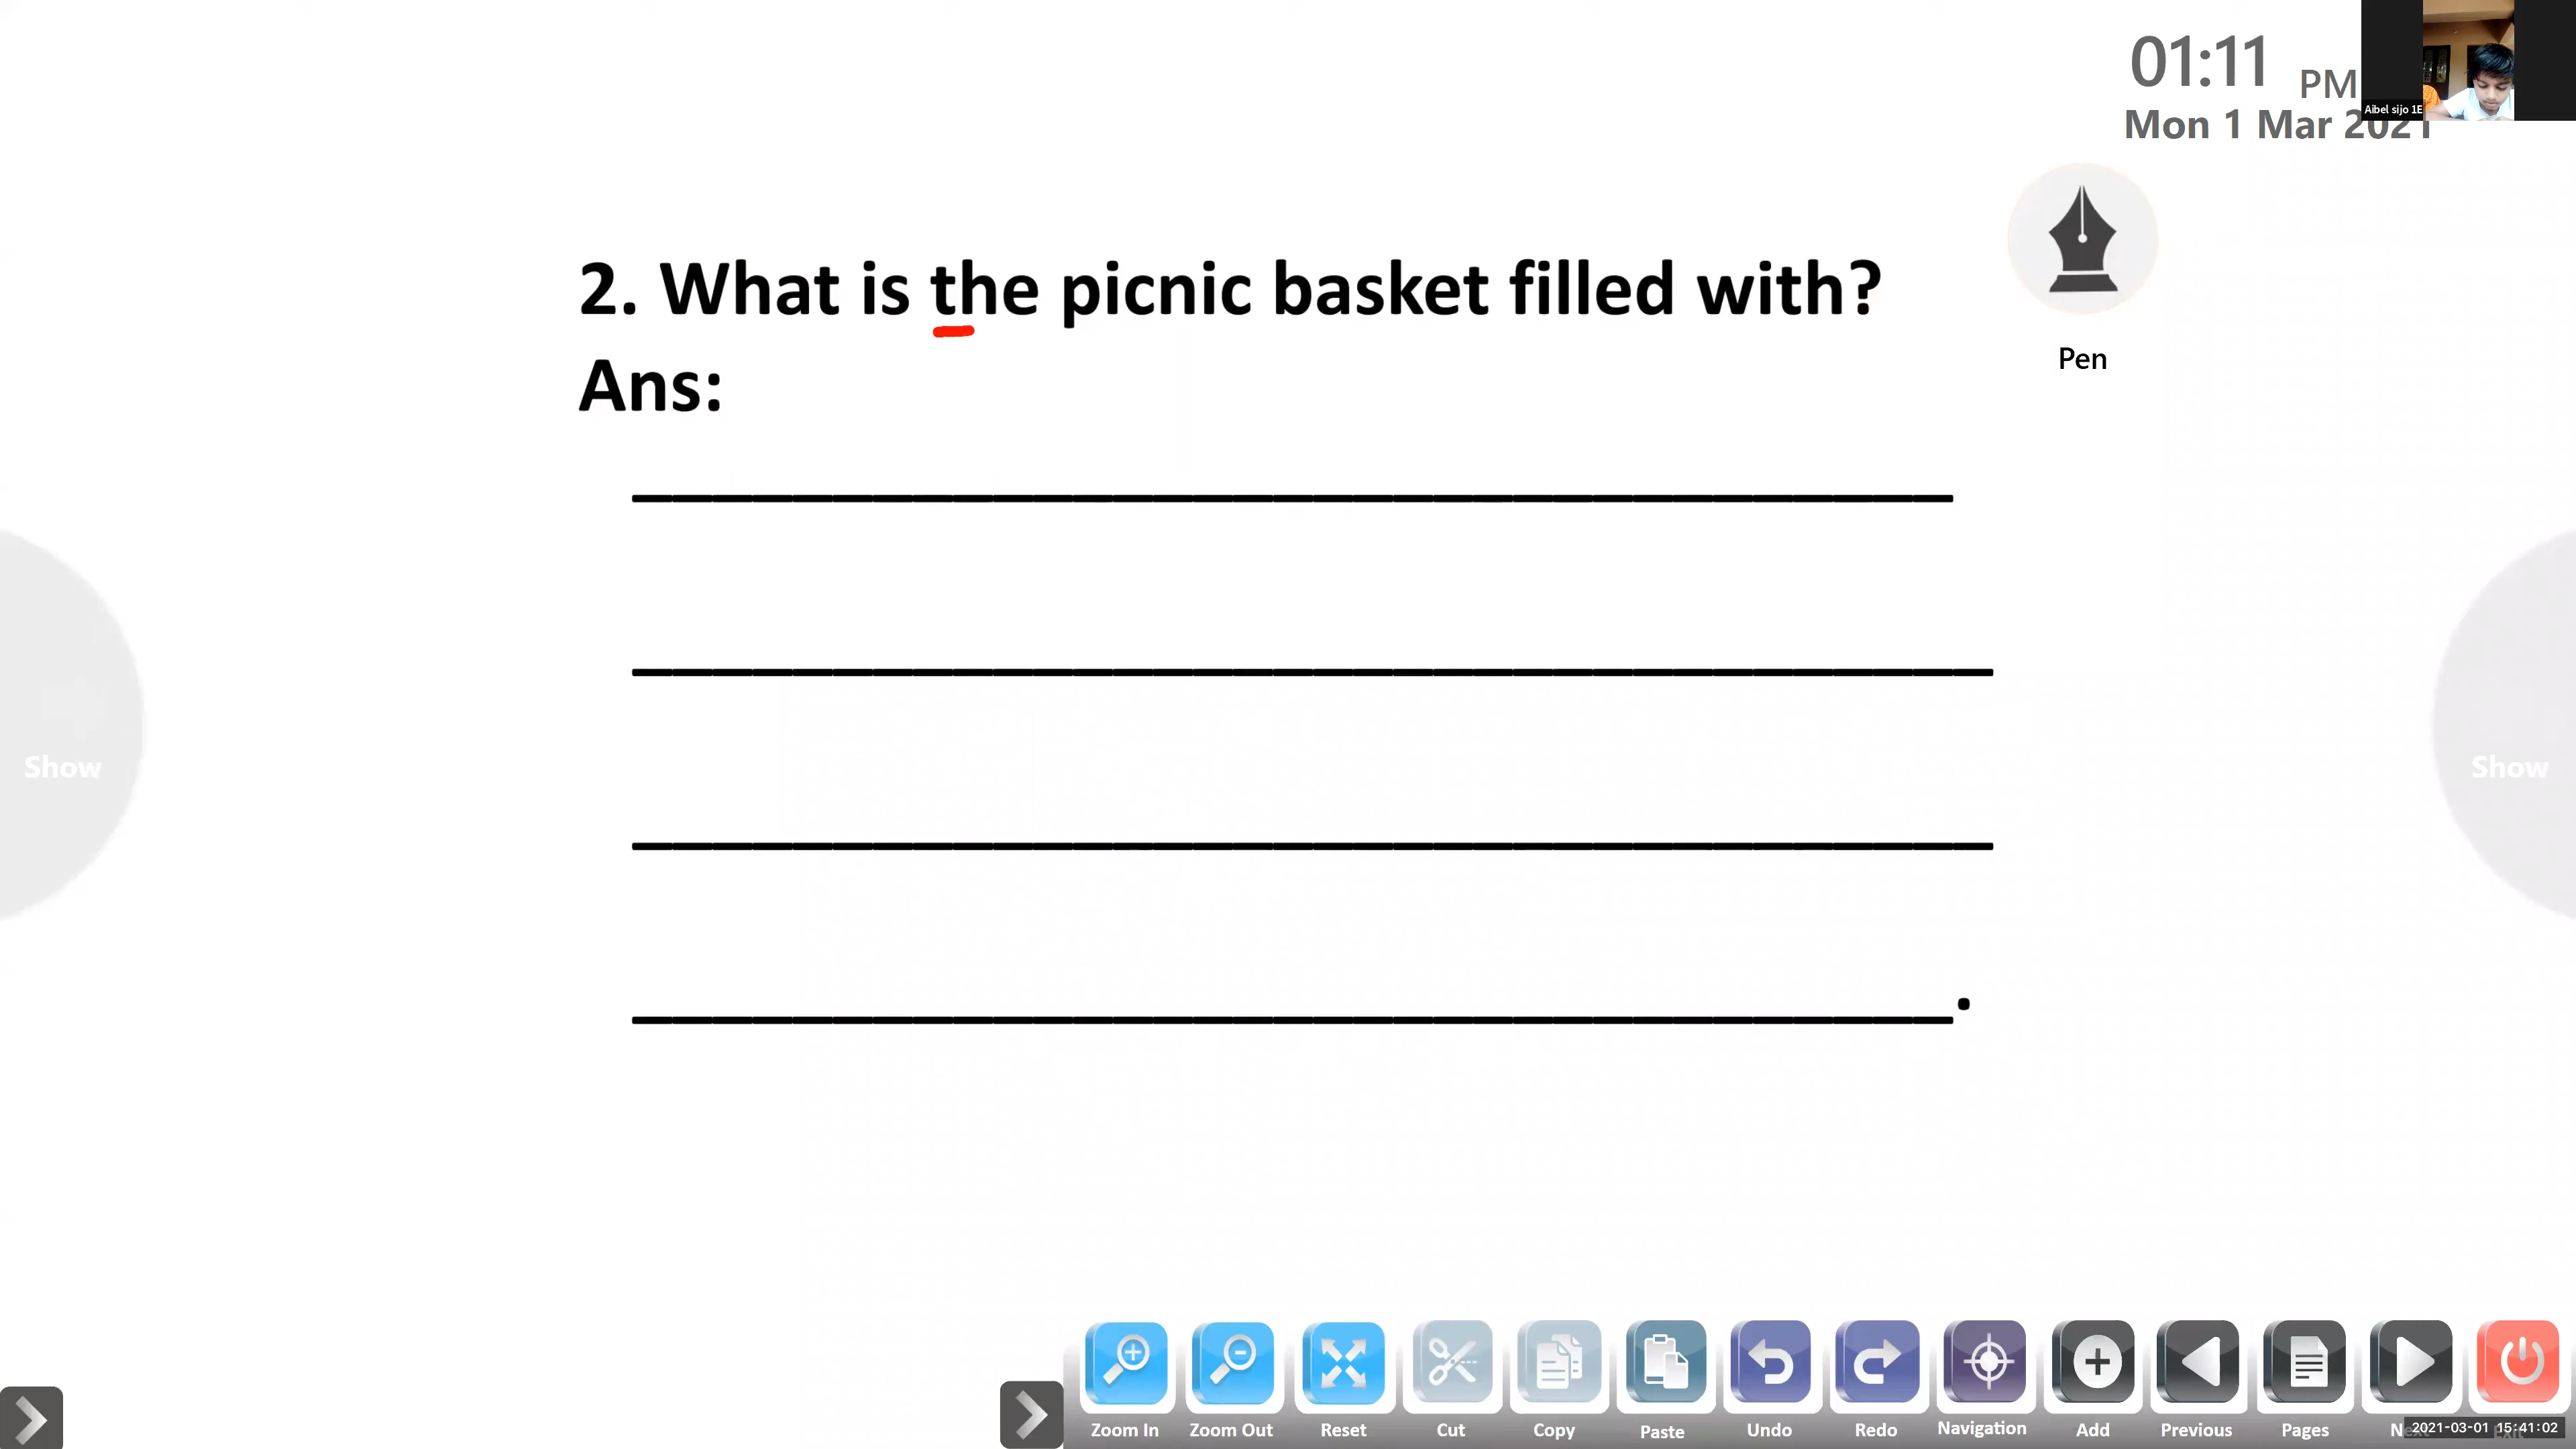 01:11 PM
Aibel sijo 1E
Mon 1 Mar 2021
2. What is the picnic basket filled with?
Pen
Ans:
Show
Show
Zoom In
Zoom Out
Reset
Cut
Copy
Paste
Undo
Redo
Navigation
Add
Previous
Pages
2021-03-01 15:41:02